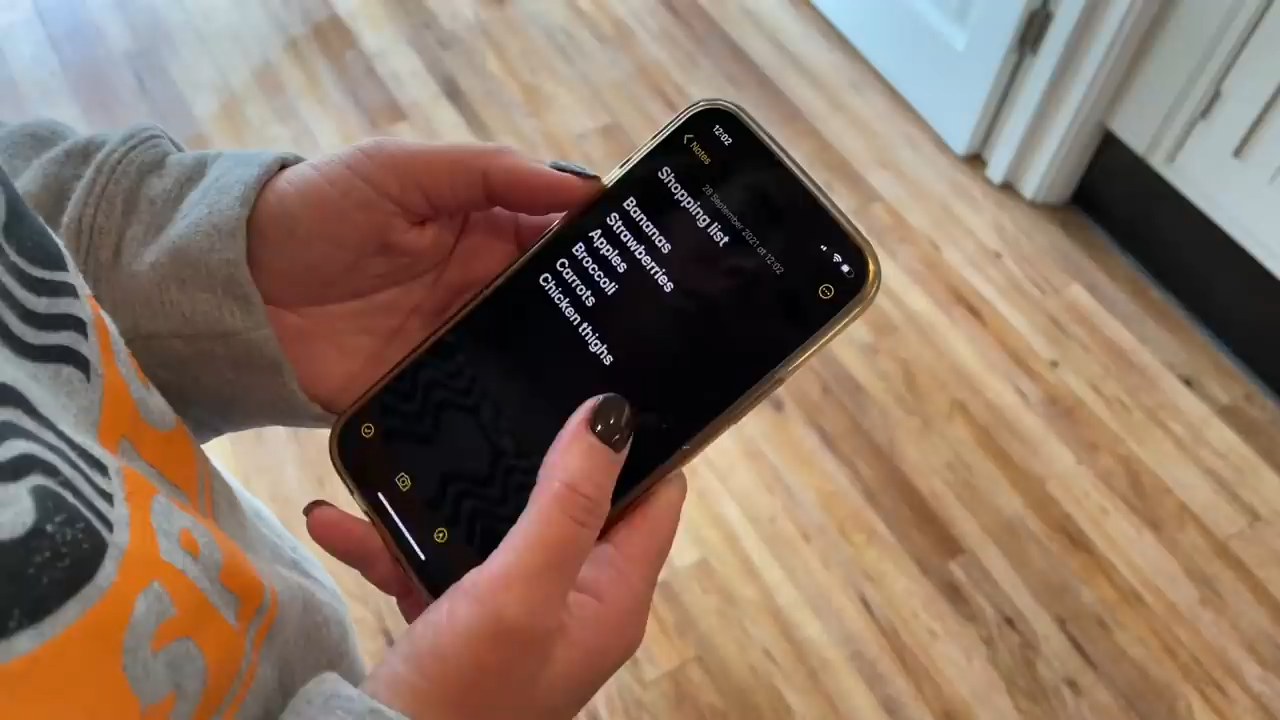 12:02
Notes
28 September 2021 at 12:02
Shopping list
Bananas
Strawberries
Apples
Broccoli
Carrots
Chicken thighs